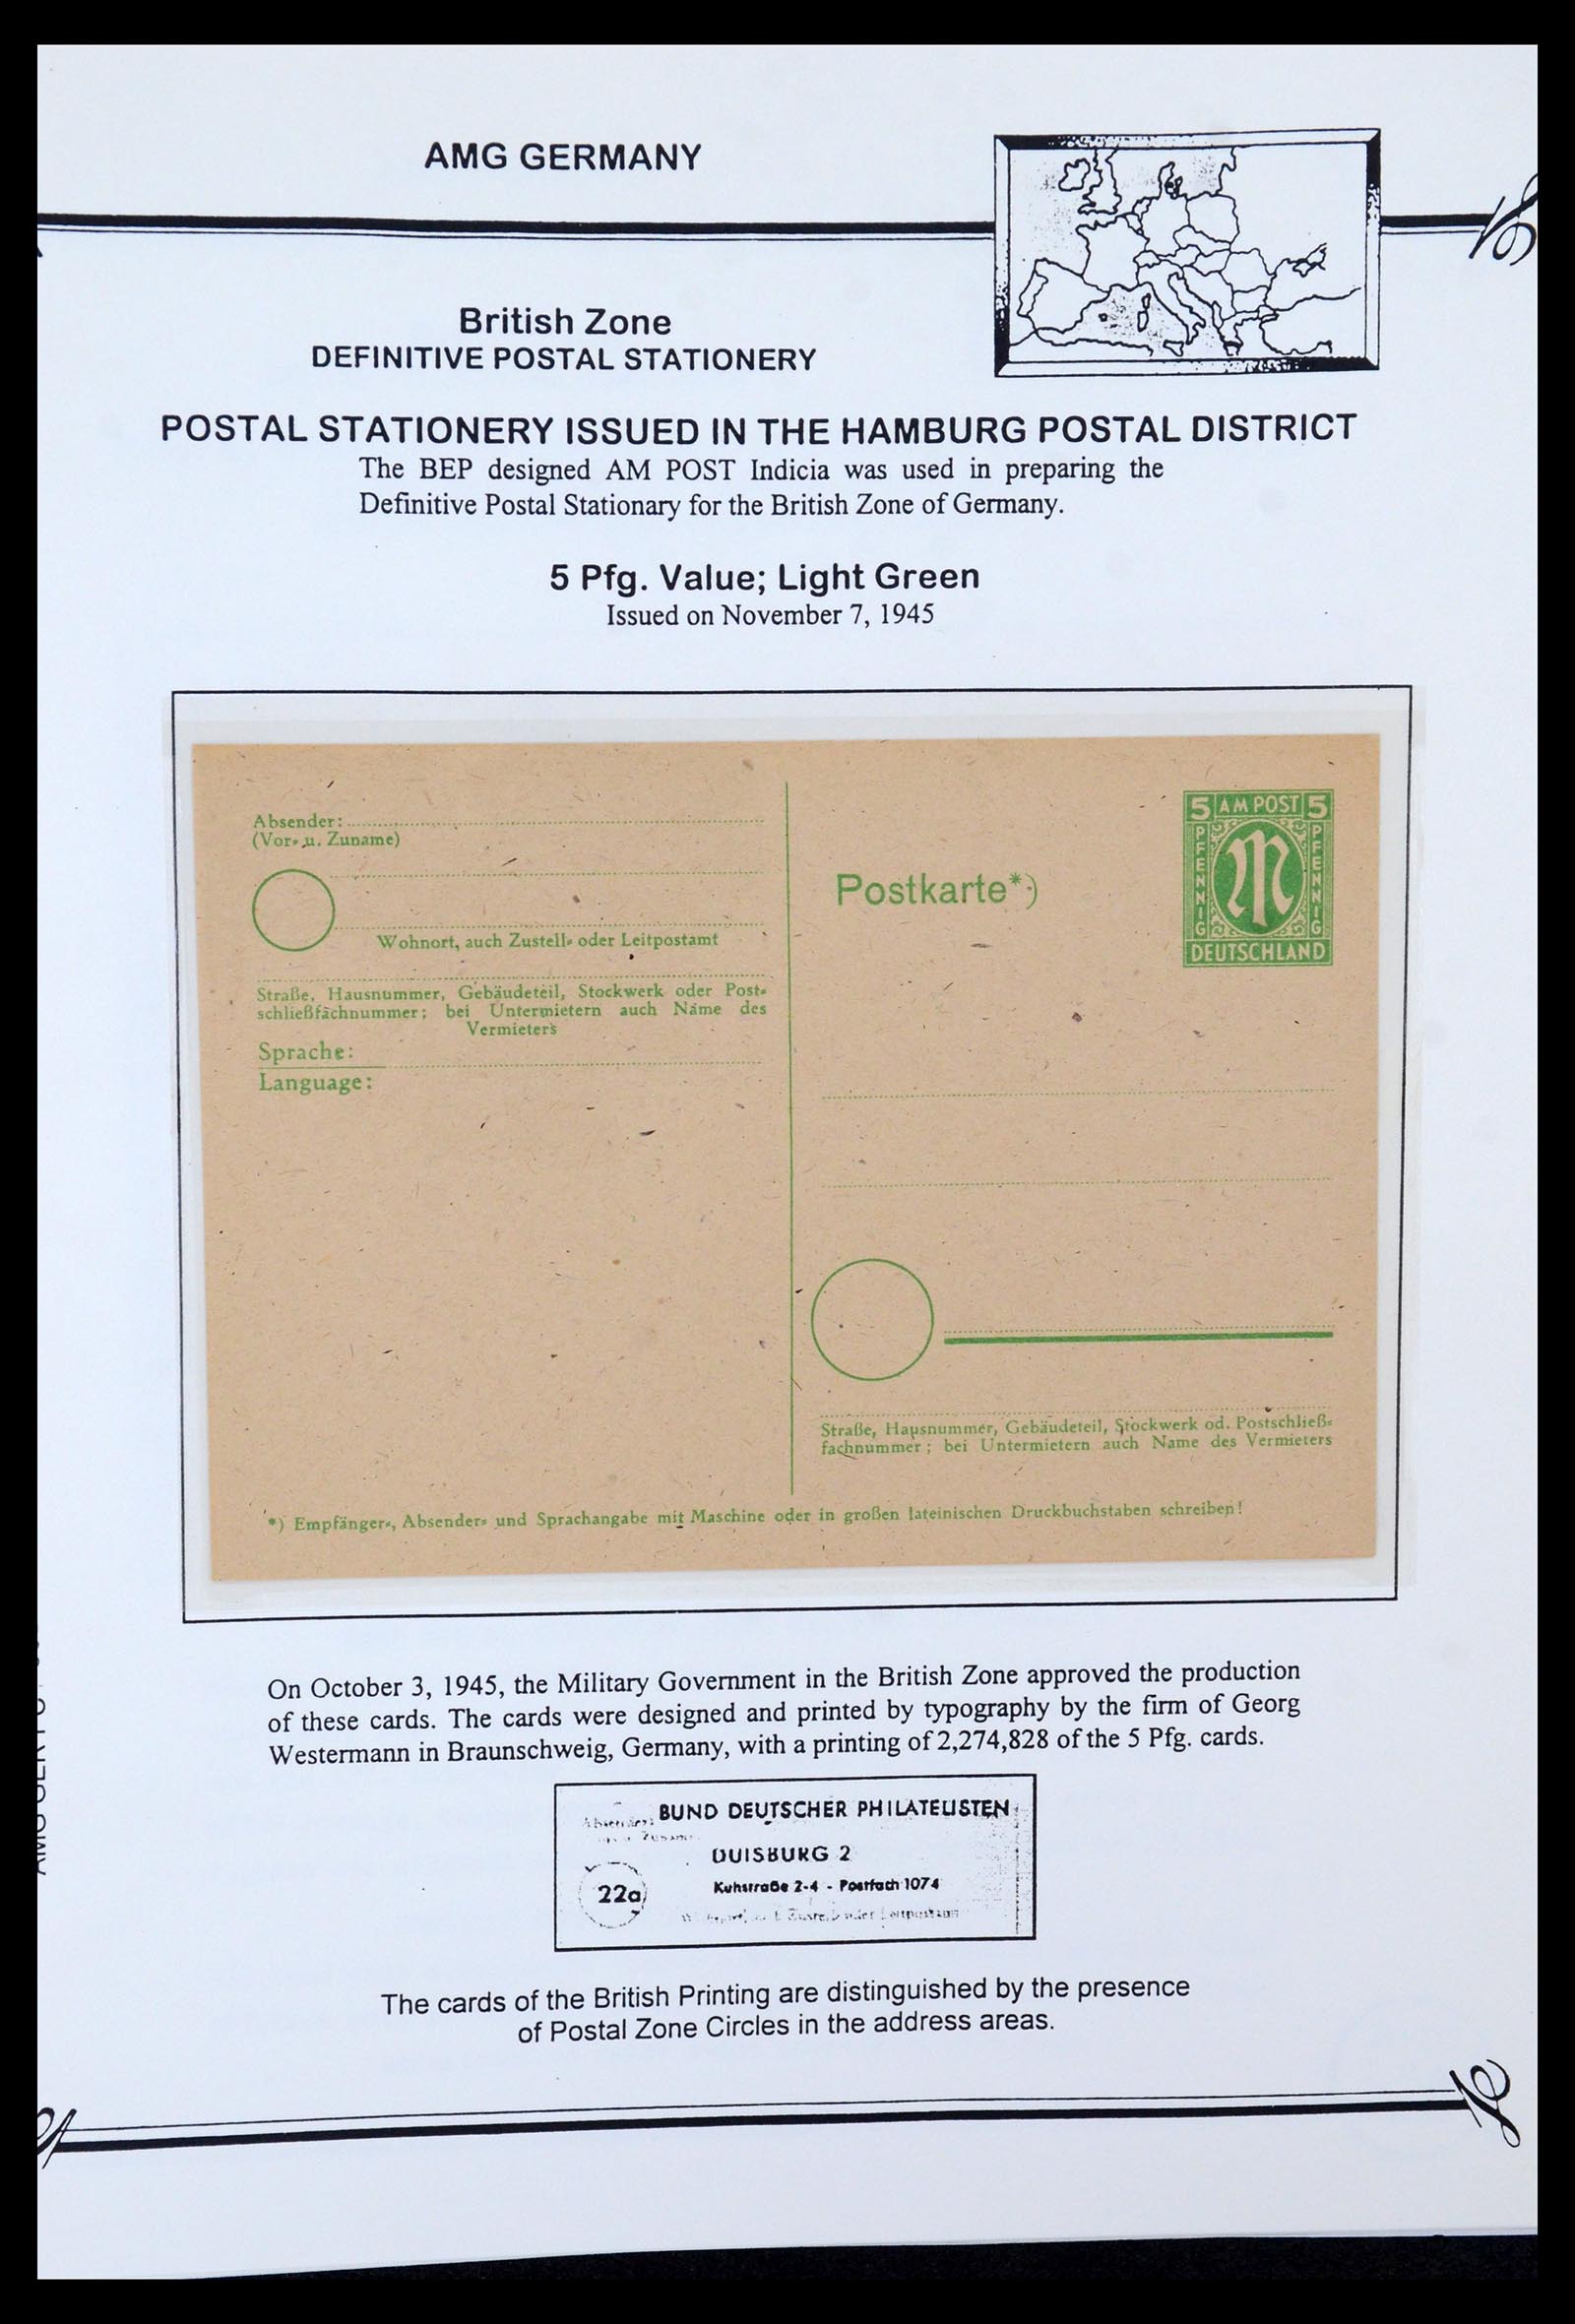 AMG GERMANY
British Zone
DEFINITIVE POSTAL STATIONERY
POSTAL STATIONERY ISSUED IN THE HAMBURG POSTAL DISTRICT
The BEP designed AM POST Indicia was used in preparing the
Definitive Postal Stationary for the British Zone of Germany.
5 Pfg. Value; Light Green
Issued on November 7, 1945
Absender:
(Vor- u. Zuname)
Wohnort, auch Zustell- oder Leitpostamt
Straße, Hausnummer, Gebäudeteil, Stockwerk oder Post-
schließfachnummer; bei Untermietern auch Name des
Vermieters
Sprache:
Language:
5 AM POST 5
PFENNIG
PFENNIG
DEUTSCHLAND
Postkarte*)
Straße, Hausnummer, Gebäudeteil, Stockwerk od. Postschließ-
fachnummer; bei Untermietern auch Name des Vermieters
*) Empfänger-, Absender- und Sprachangabe mit Maschine oder in großen lateinischen Druckbuchstaben schreiben!
On October 3, 1945, the Military Government in the British Zone approved the production
of these cards. The cards were designed and printed by typography by the firm of Georg
Westermann in Braunschweig, Germany, with a printing of 2,274,828 of the 5 Pfg. cards.
Absender: BUND DEUTSCHER PHILATELISTEN
DUISBURG 2
22a Kuhstraße 2-4 - Postfach 1074
The cards of the British Printing are distinguished by the presence
of Postal Zone Circles in the address areas.